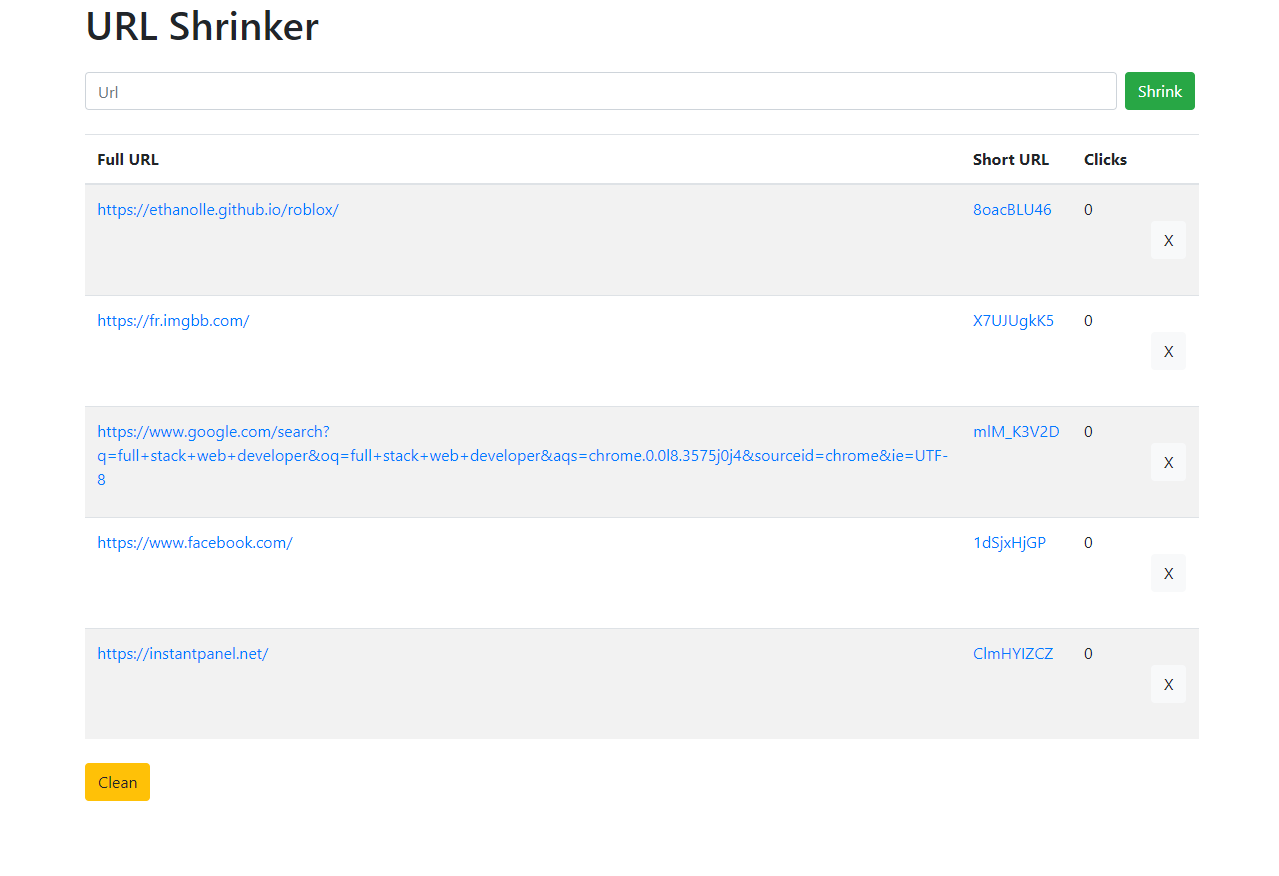 URL Shrinker
Url
Shrink
Full URL Short URL Clicks
https://ethanolle.github.io/roblox/ 8oacBLU46 0
X
https://fr.imgbb.com/ X7UJUgkK5 0
X
https://www.google.com/search? mlM_K3V2D 0
q=full+stack+web+developer&oq=full+stack+web+developer&aqs=chrome.0.0l8.3575j0j4&sourceid=chrome&ie=UTF-
X
8
https://www.facebook.com/ 1dSjxHjGP 0
X
https://instantpanel.net/ ClmHYIZCZ 0
X
Clean